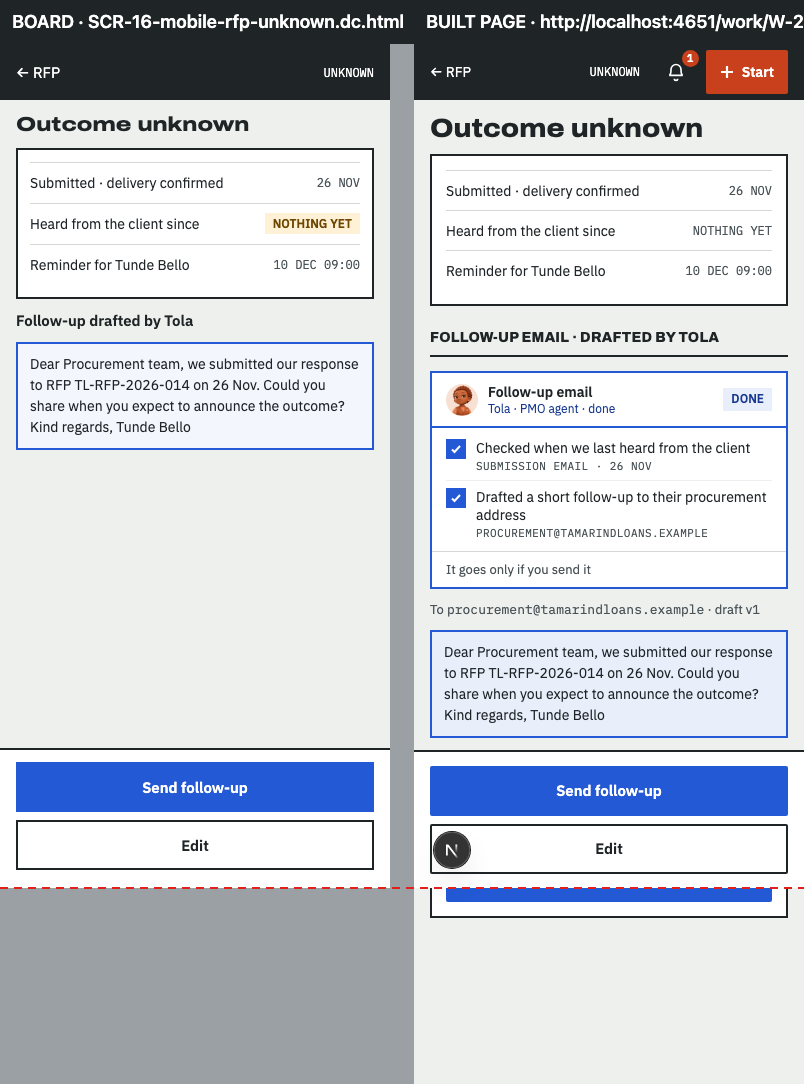 BOARD · SCR-16-mobile-rfp-unknown.dc.html
← RFP
UNKNOWN
Outcome unknown
Submitted · delivery confirmed
26 NOV
Heard from the client since
NOTHING YET
Reminder for Tunde Bello
10 DEC 09:00
Follow-up drafted by Tola
Dear Procurement team, we submitted our response
to RFP TL-RFP-2026-014 on 26 Nov. Could you
share when you expect to announce the outcome?
Kind regards, Tunde Bello
Send follow-up
Edit
BUILT PAGE · http://localhost:4651/work/W-2
← RFP
UNKNOWN
1
+ Start
Outcome unknown
Submitted · delivery confirmed
26 NOV
Heard from the client since
NOTHING YET
Reminder for Tunde Bello
10 DEC 09:00
FOLLOW-UP EMAIL · DRAFTED BY TOLA
Follow-up email
Tola · PMO agent · done
DONE
Checked when we last heard from the client
SUBMISSION EMAIL · 26 NOV
Drafted a short follow-up to their procurement
address
PROCUREMENT@TAMARINDLOANS.EXAMPLE
It goes only if you send it
To procurement@tamarindloans.example · draft v1
Dear Procurement team, we submitted our response
to RFP TL-RFP-2026-014 on 26 Nov. Could you
share when you expect to announce the outcome?
Kind regards, Tunde Bello
Send follow-up
Edit
N